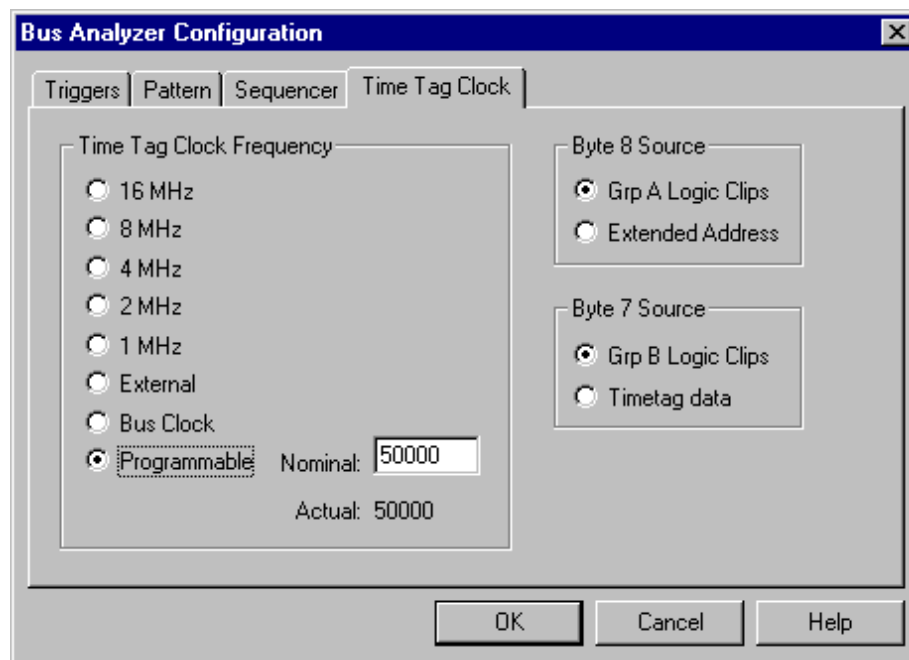 Bus Analyzer Configuration
Triggers
Pattern
Sequencer
Time Tag Clock
Time Tag Clock Frequency
16 MHz
8 MHz
4 MHz
2 MHz
1 MHz
External
Bus Clock
Programmable
Nominal: 50000
Actual: 50000
Byte 8 Source
Grp A Logic Clips
Extended Address
Byte 7 Source
Grp B Logic Clips
Timetag data
OK
Cancel
Help